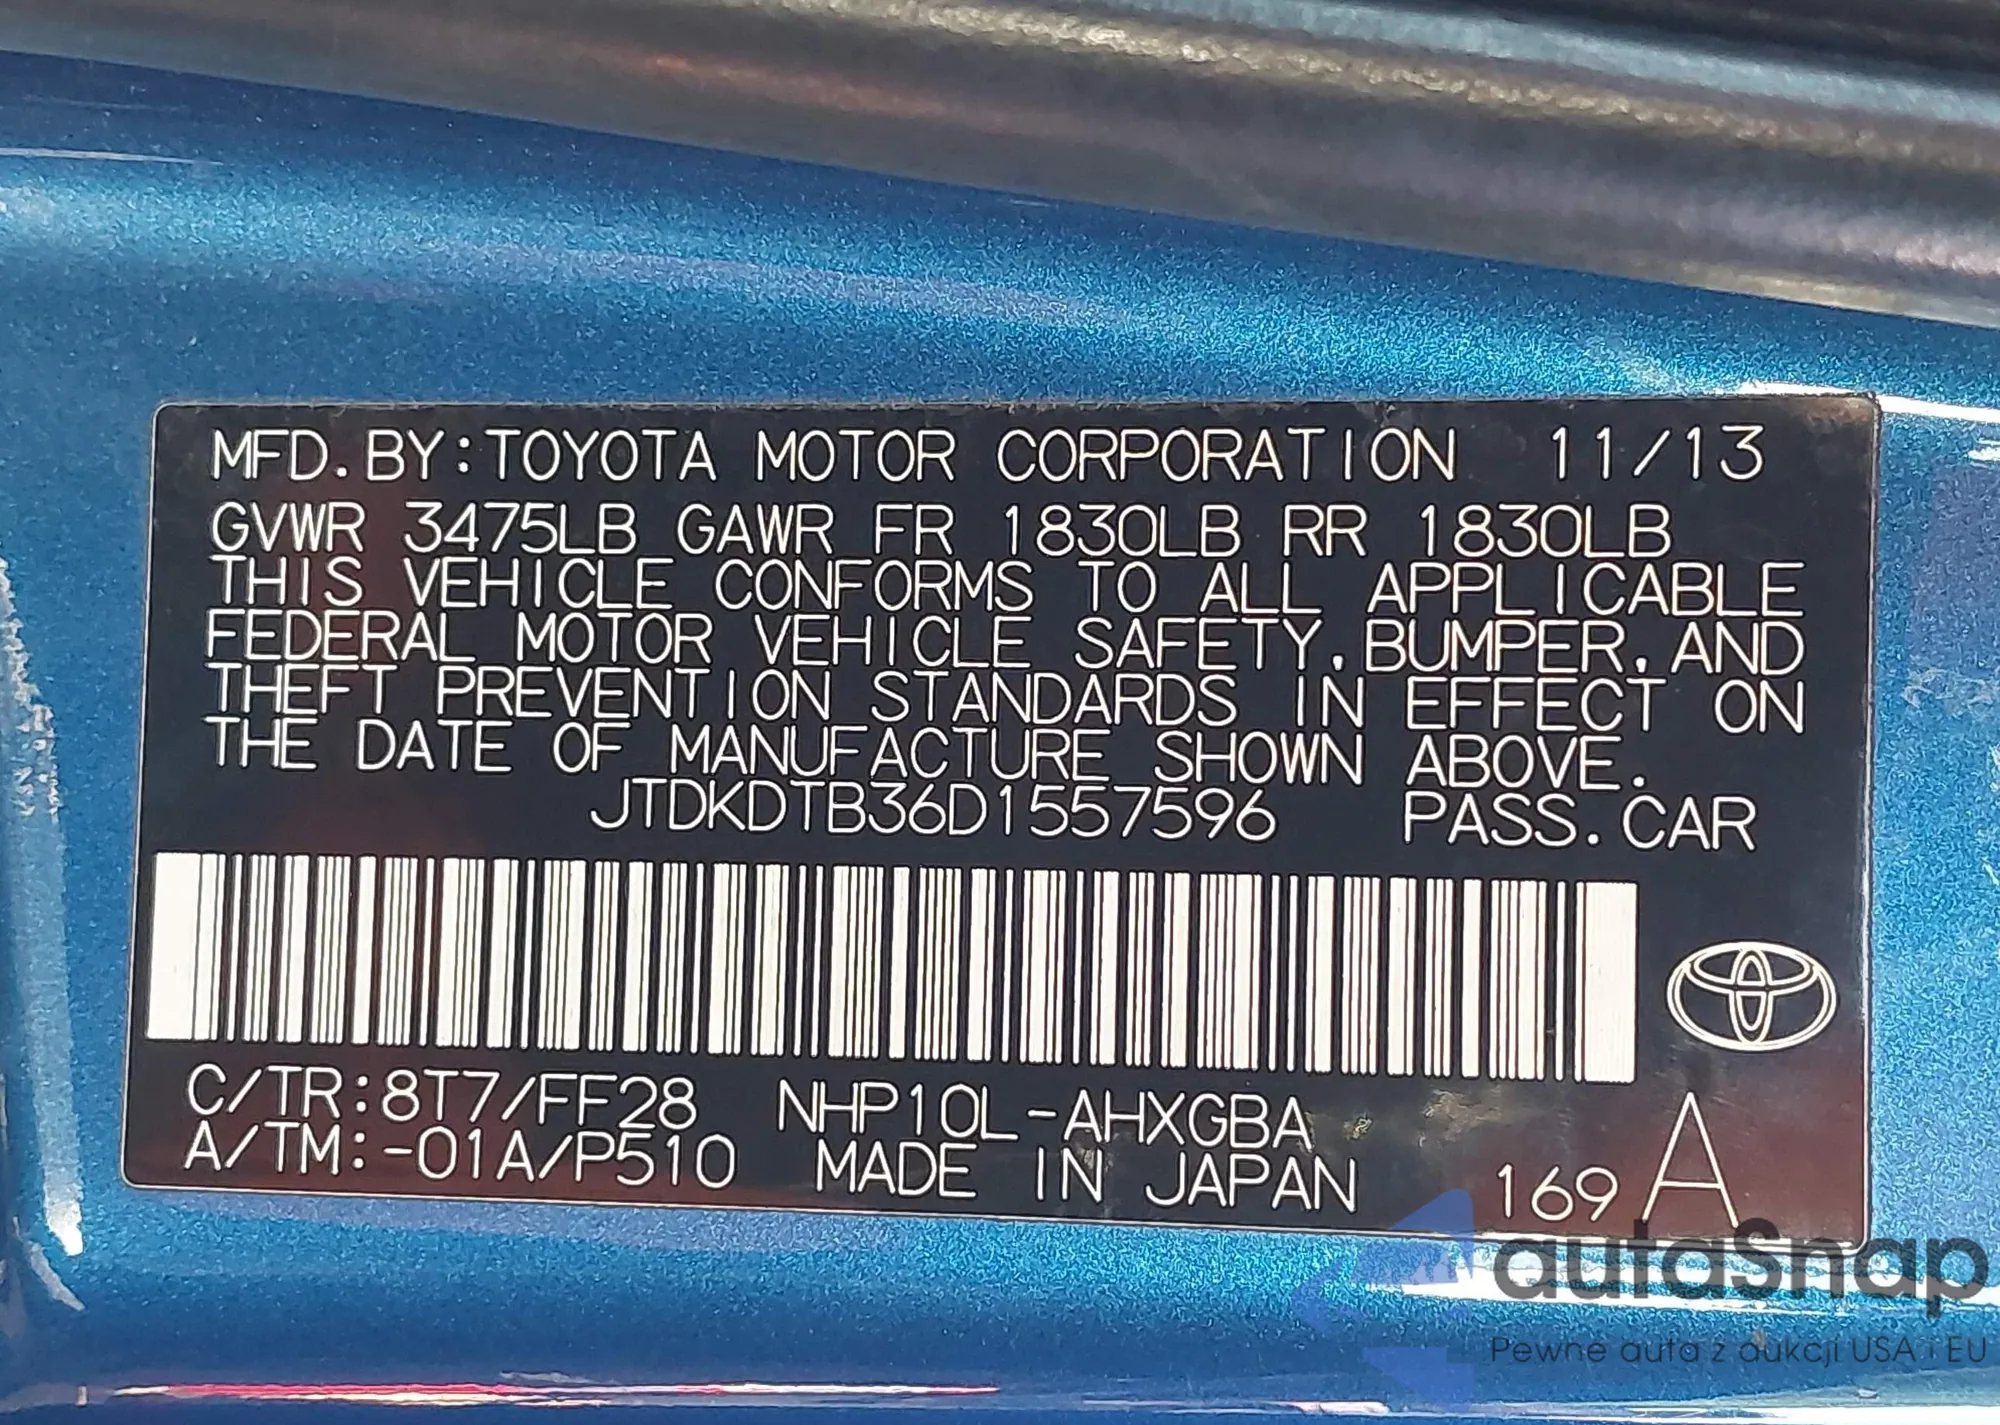 MFD. BY:TOYOTA MOTOR CORPORATION 11/13
GVWR 3475LB GAWR FR 1830LB RR 1830LB
THIS VEHICLE CONFORMS TO ALL APPLICABLE
FEDERAL MOTOR VEHICLE SAFETY,BUMPER,AND
THEFT PREVENTION STANDARDS IN EFFECT ON
THE DATE OF MANUFACTURE SHOWN ABOVE.
JTDKDTB36D1557596 PASS.CAR
C/TR:8T7/FF28 NHP10L-AHXGBA
A/TM:-01A/P510 MADE IN JAPAN 169 A
autaSnap
Pewne auta z aukcji USA i EU